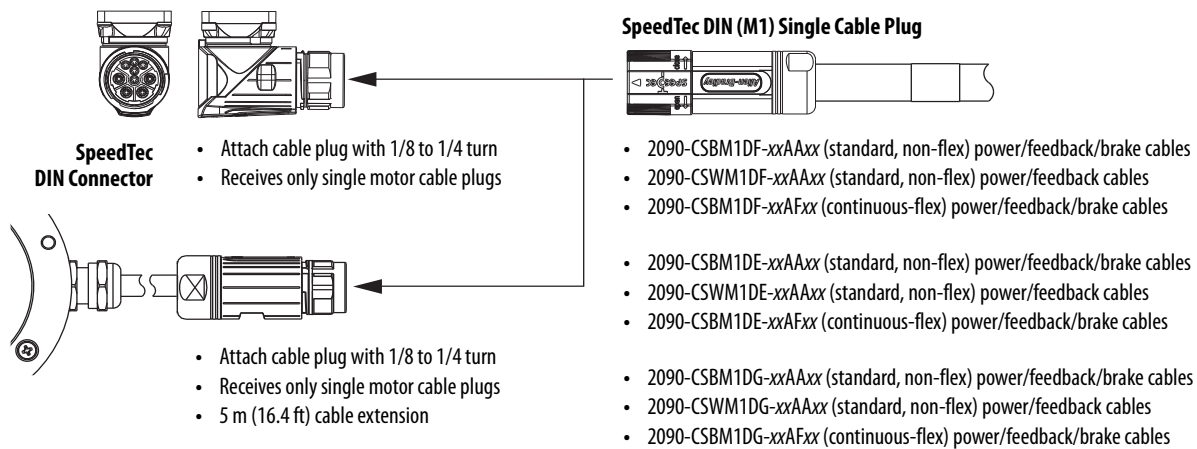 SpeedTec DIN (M1) Single Cable Plug
SpeedTec
DIN Connector
• Attach cable plug with 1/8 to 1/4 turn
• Receives only single motor cable plugs
SPEEDTEC
Allen-Bradley
• 2090-CSBM1DF-xxAAxx (standard, non-flex) power/feedback/brake cables
• 2090-CSWM1DF-xxAAxx (standard, non-flex) power/feedback cables
• 2090-CSBM1DF-xxAFxx (continuous-flex) power/feedback/brake cables
• 2090-CSBM1DE-xxAAxx (standard, non-flex) power/feedback/brake cables
• 2090-CSWM1DE-xxAAxx (standard, non-flex) power/feedback cables
• 2090-CSBM1DE-xxAFxx (continuous-flex) power/feedback/brake cables
• 2090-CSBM1DG-xxAAxx (standard, non-flex) power/feedback/brake cables
• 2090-CSWM1DG-xxAAxx (standard, non-flex) power/feedback cables
• 2090-CSBM1DG-xxAFxx (continuous-flex) power/feedback/brake cables
• Attach cable plug with 1/8 to 1/4 turn
• Receives only single motor cable plugs
• 5 m (16.4 ft) cable extension